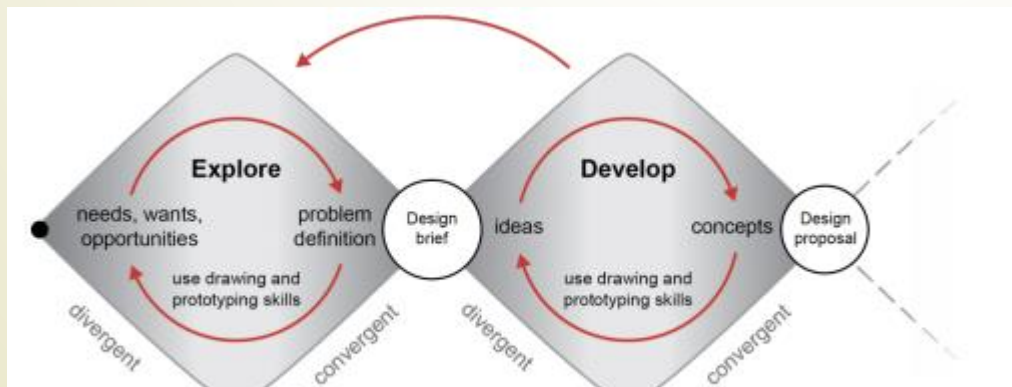 Explore
needs, wants,
opportunities
problem
definition
use drawing and
prototyping skills
divergent
convergent
Design
brief
Develop
ideas
concepts
use drawing and
prototyping skills
divergent
convergent
Design
proposal